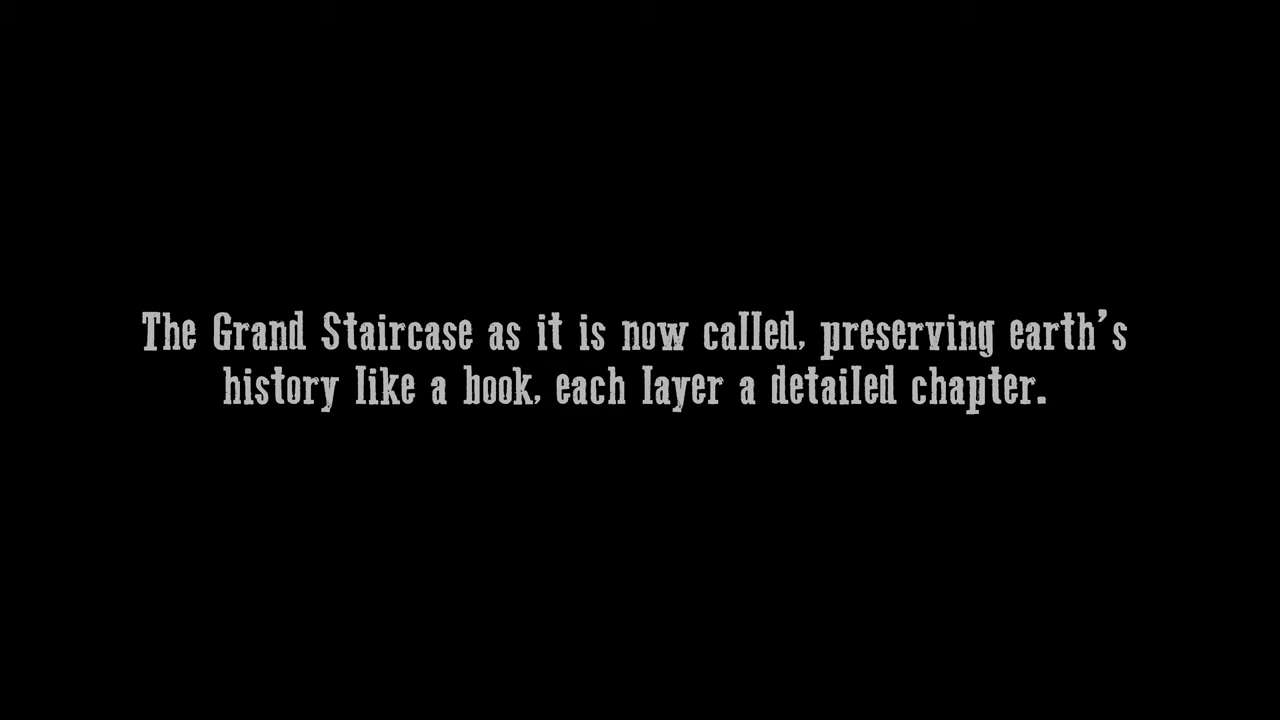 The Grand Staircase as it is now called, preserving earth's
history like a book, each layer a detailed chapter.